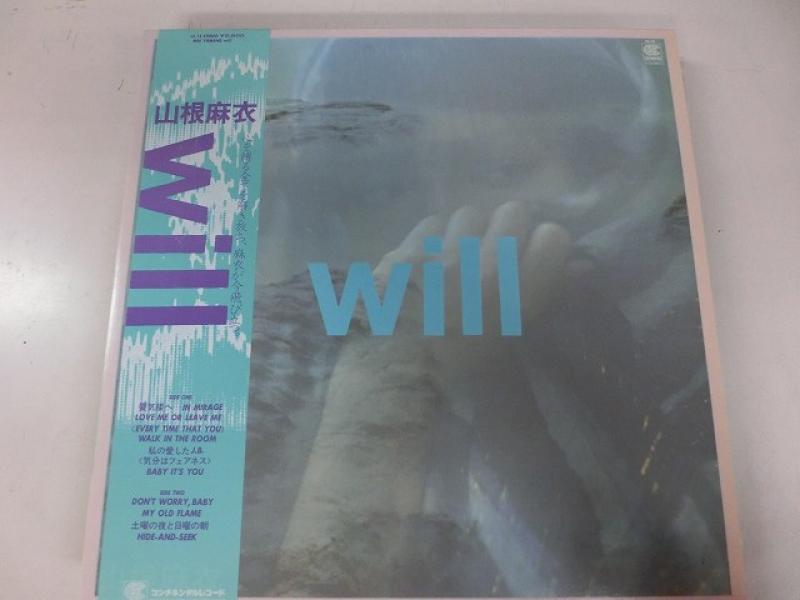 山根麻衣
will
will
SIDE ONE
蜃気楼へ IN MIRAGE
LOVE ME OR LEAVE ME
(EVERY TIME THAT YOU)
WALK IN THE ROOM
私の愛したJ.B.
〈気分はフェアネス〉
BABY IT'S YOU
SIDE TWO
DON'T WORRY, BABY
MY OLD FLAME
土曜の夜と日曜の朝
HIDE-AND-SEEK
コンチネンタルレコード